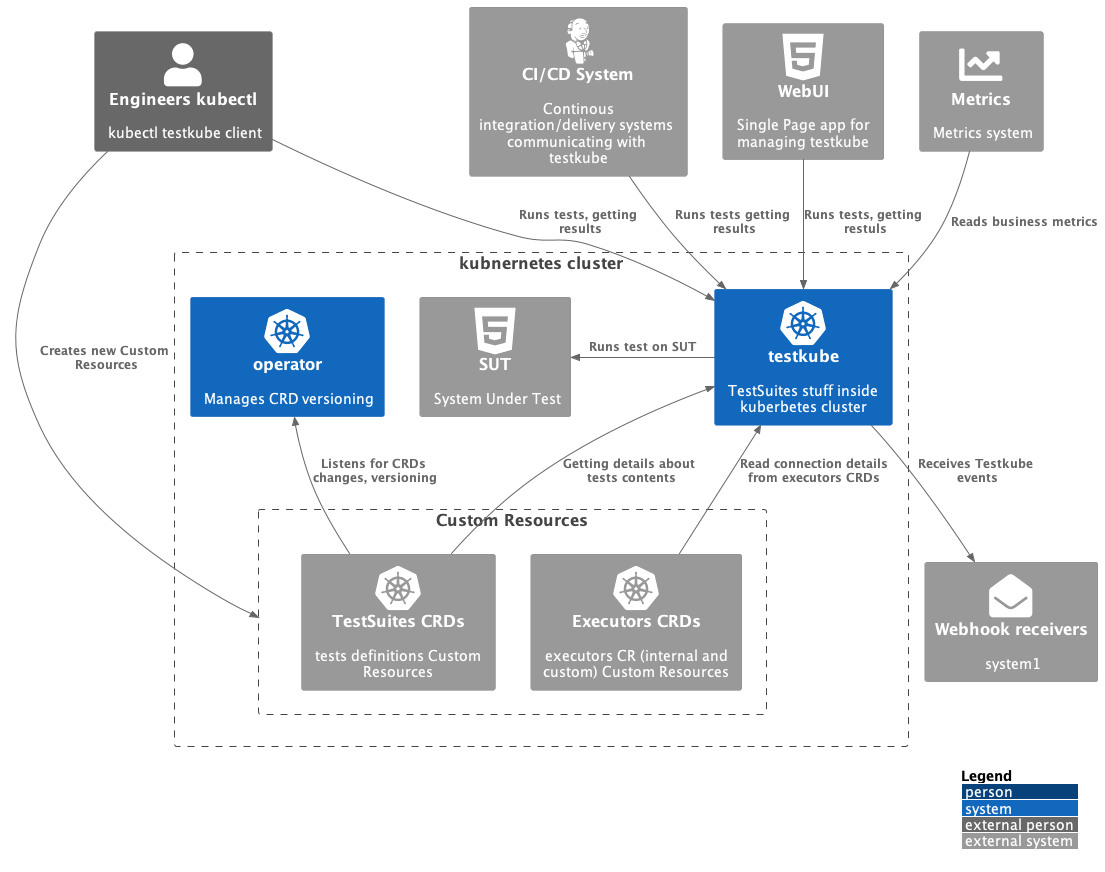 Engineers kubectl
kubectl testkube client
CI/CD System
Continous
integration/delivery systems
communicating with
testkube
WebUI
Single Page app for
managing testkube
Metrics
Metrics system
Runs tests, getting
results
Runs tests getting
results
Runs tests, getting
restuls
Reads business metrics
kubnernetes cluster
Creates new Custom
Resources
operator
Manages CRD versioning
SUT
System Under Test
Runs test on SUT
testkube
TestSuites stuff inside
kuberbetes cluster
Listens for CRDs
changes, versioning
Getting details about
tests contents
Read connection details
from executors CRDs
Receives Testkube
events
Custom Resources
TestSuites CRDs
tests definitions Custom
Resources
Executors CRDs
executors CR (internal and
custom) Custom Resources
Webhook receivers
system1
Legend
person
system
external person
external system